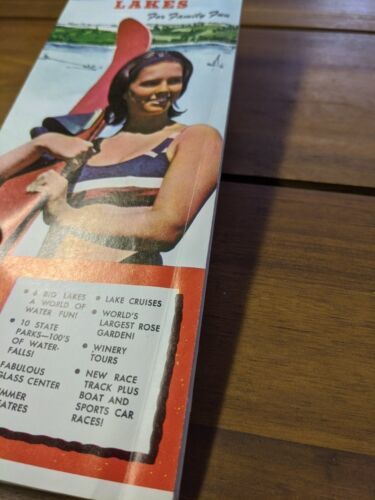 LAKES
For Family Fun
• 6 BIG LAKES
A WORLD OF
WATER FUN!
• 10 STATE
PARKS—100'S
OF WATER-
FALLS!
FABULOUS
GLASS CENTER
• LAKE CRUISES
• WORLD'S
LARGEST ROSE
GARDEN!
• WINERY
TOURS
• NEW RACE
TRACK PLUS
BOAT AND
SPORTS CAR
RACES!